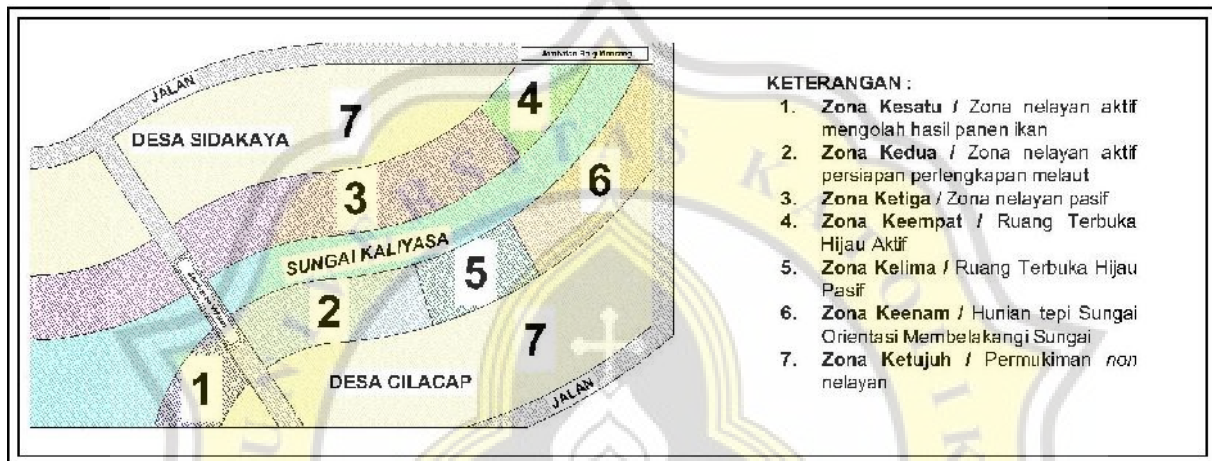 JALAN
DESA SIDAKAYA
7
4
3
6
SUNGAI KALIYASA
5
2
7
1
DESA CILACAP
JALAN
KETERANGAN :
1. Zona Kesatu / Zona nelayan aktif
mengolah hasil panen ikan
2. Zona Kedua / Zona nelayan aktif
persiapan perlengkapan melaut
3. Zona Ketiga / Zona nelayan pasif
4. Zona Keempat / Ruang Terbuka
Hijau Aktif
5. Zona Kelima / Ruang Terbuka Hijau
Pasif
6. Zona Keenam / Hunian tepi Sungai
Orientasi Membelakangi Sungai
7. Zona Ketujuh / Permukiman non
nelayan